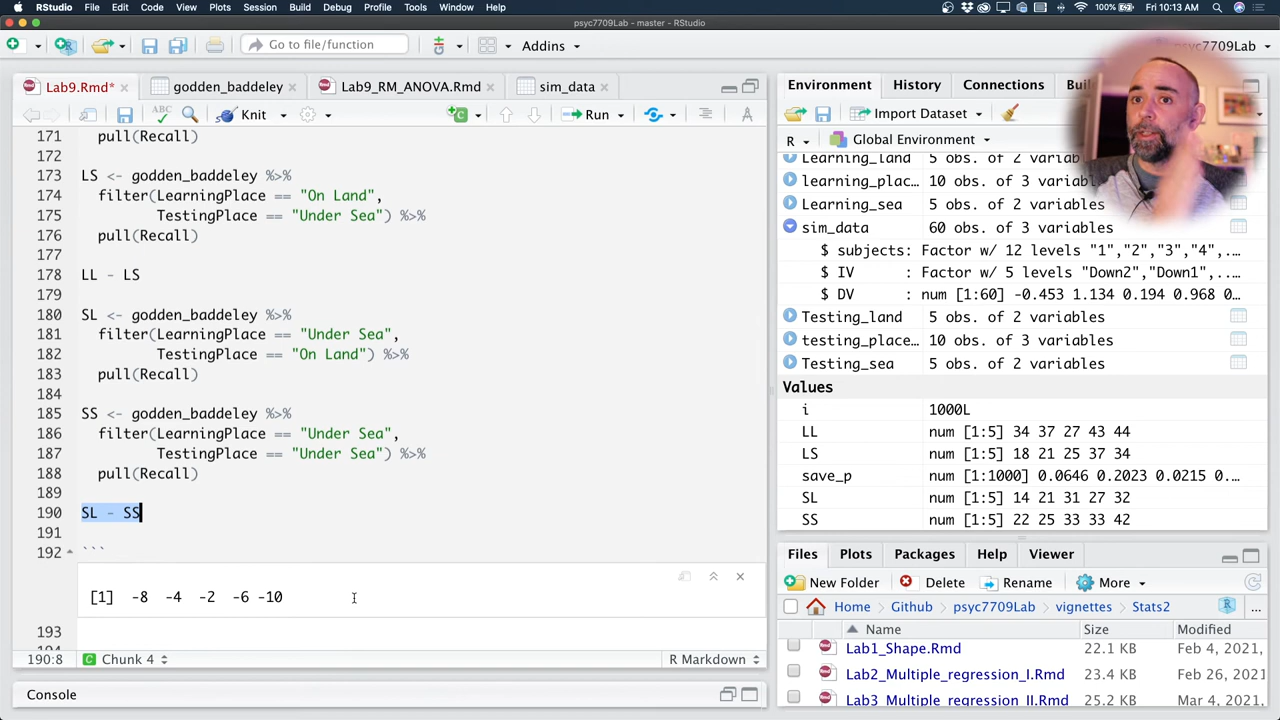 RStudio File Edit Code View Plots Session Build Debug Profile Tools Window Help 100% Fri 10:13 AM
psyc7709Lab - master - RStudio
Go to file/function Addins psyc7709Lab
Lab9.Rmd* godden_baddeley Lab9_RM_ANOVA.Rmd sim_data
ABC Knit Run
171 pull(Recall)
172
173 LS <- godden_baddeley %>%
174 filter(LearningPlace == "On Land",
175 TestingPlace == "Under Sea") %>%
176 pull(Recall)
177
178 LL - LS
179
180 SL <- godden_baddeley %>%
181 filter(LearningPlace == "Under Sea",
182 TestingPlace == "On Land") %>%
183 pull(Recall)
184
185 SS <- godden_baddeley %>%
186 filter(LearningPlace == "Under Sea",
187 TestingPlace == "Under Sea") %>%
188 pull(Recall)
189
190 SL - SS
191
192 ```
[1] -8 -4 -2 -6 -10
193
190:8 Chunk 4 R Markdown
Console
Environment History Connections
Import Dataset
R Global Environment
Learning_land 5 obs. of 2 variables
learning_plac… 10 obs. of 3 variables
Learning_sea 5 obs. of 2 variables
sim_data 60 obs. of 3 variables
$ subjects: Factor w/ 12 levels "1","2","3","4",..
$ IV : Factor w/ 5 levels "Down2","Down1",..
$ DV : num [1:60] -0.453 1.134 0.194 0.968 0…
Testing_land 5 obs. of 2 variables
testing_place… 10 obs. of 3 variables
Testing_sea 5 obs. of 2 variables
Values
i 1000L
LL num [1:5] 34 37 27 43 44
LS num [1:5] 18 21 25 37 34
save_p num [1:1000] 0.0646 0.2023 0.0215 0.…
SL num [1:5] 14 21 31 27 32
SS num [1:5] 22 25 33 33 42
Files Plots Packages Help Viewer
New Folder Delete Rename More
Home Github psyc7709Lab vignettes Stats2 ...
Name Size Modified
Lab1_Shape.Rmd 22.1 KB Feb 4, 2021,
Lab2_Multiple_regression_I.Rmd 23.4 KB Feb 26, 2021,
Lab3_Multiple_regression_II.Rmd 25.2 KB Mar 4, 2021,